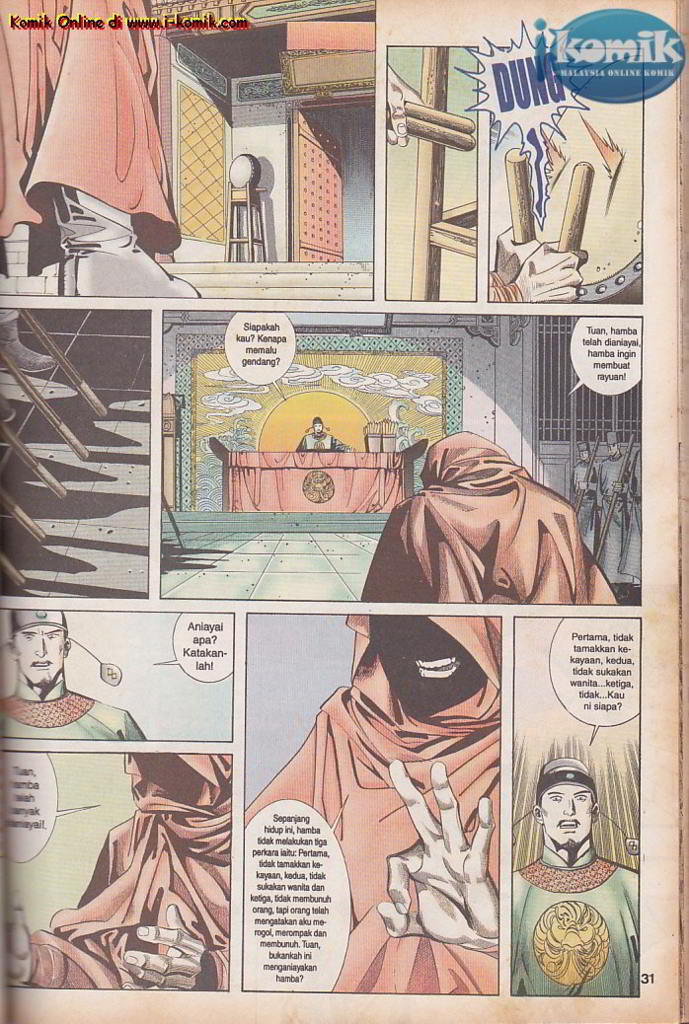 Komik Online di www.i-komik.com
ikomik
MALAYSIA ONLINE KOMIK
DUNG
Siapakah
kau? Kenapa
memalu
gendang?
Tuan, hamba
telah dianiayai,
hamba ingin
membuat
rayuan!
Aniayai
apa?
Katakan-
lah!
Tuan,
hamba
telah
banyak
Sepanjang
hidup ini, hamba
tidak melakukan tiga
perkara iaitu: Pertama,
tidak tamakkan ke-
kayaan, kedua, tidak
sukakan wanita dan
ketiga, tidak membunuh
orang, tapi orang telah
mengatakan aku me-
rogol, merompak dan
membunuh. Tuan,
bukankah ini
menganiayakan
hamba?
Pertama, tidak
tamakkan ke-
kayaan, kedua,
tidak sukakan
wanita...ketiga,
tidak...Kau
ni siapa?
31